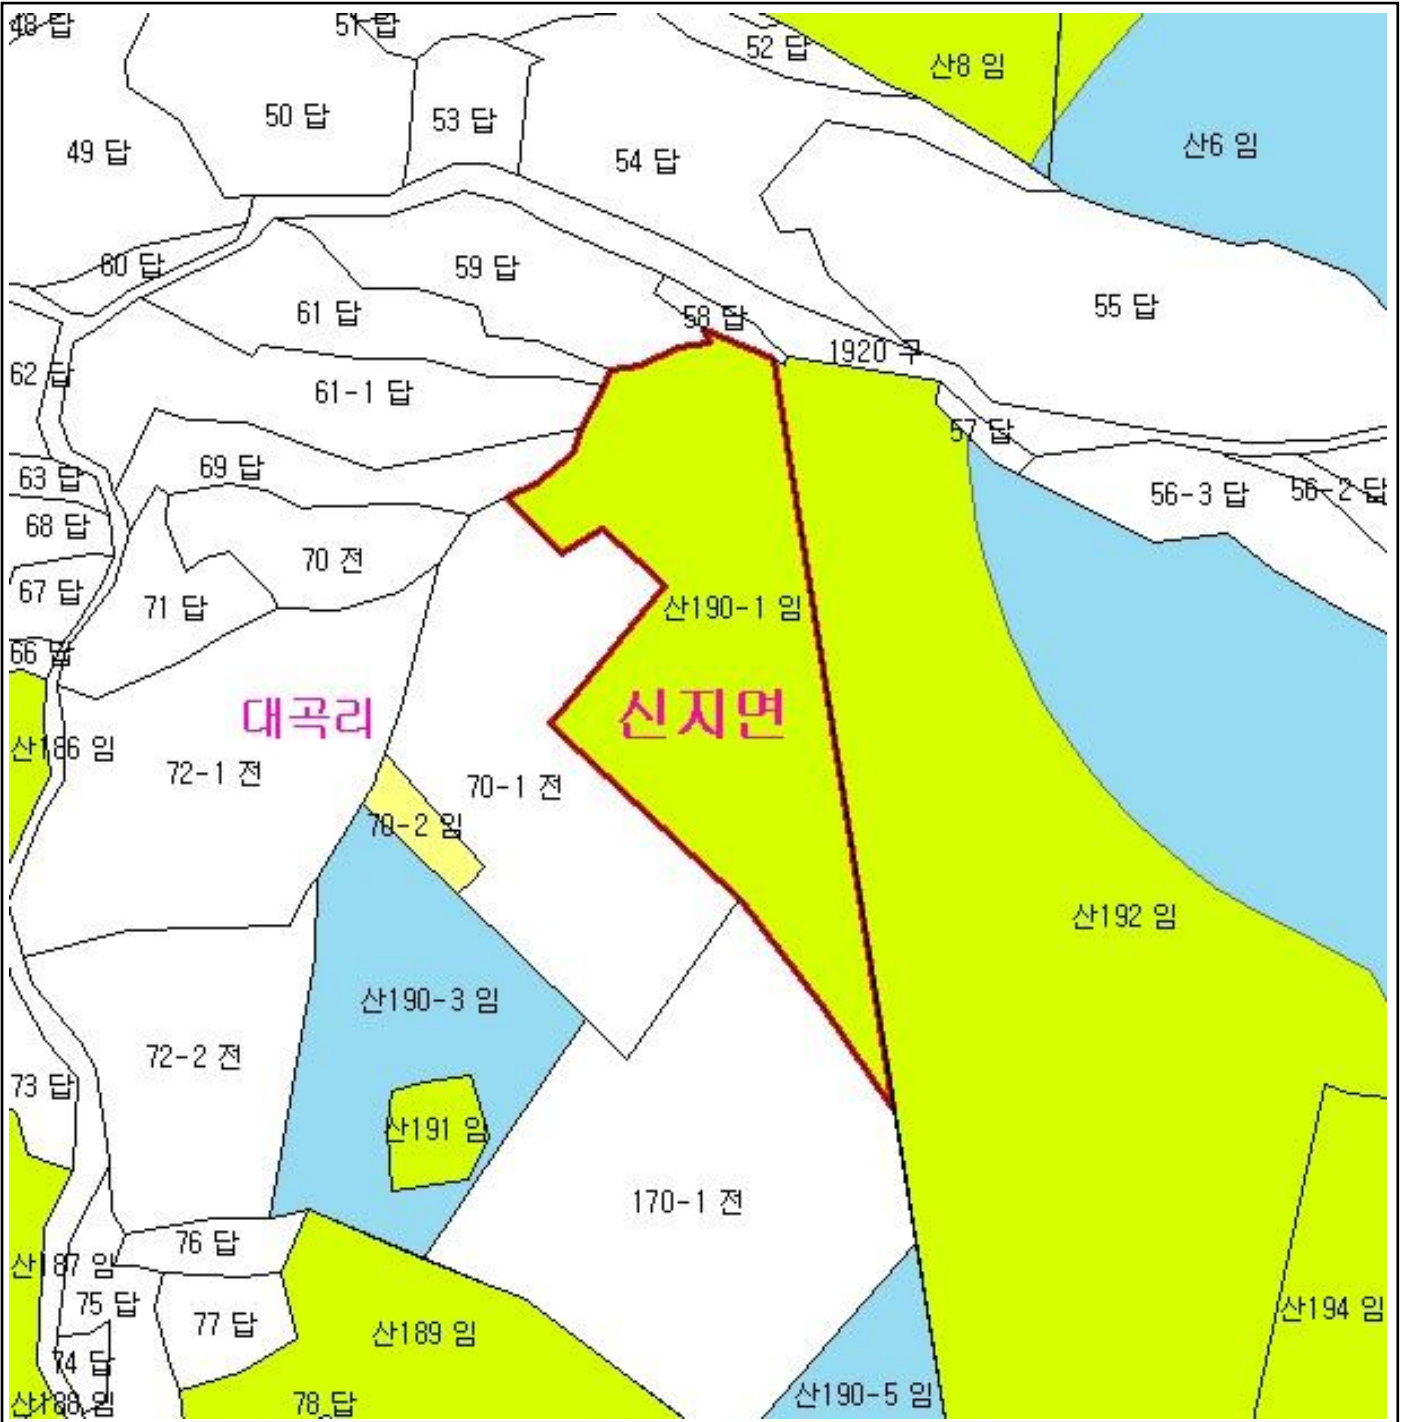 48 답
51 답
52 답
산8 임
50 답
53 답
49 답
54 답
산6 임
60 답
59 답
61 답
58 답
55 답
1920 구
62 답
61-1 답
57 답
69 답
63 답
56-3 답
56-2 답
68 답
70 전
67 답
71 답
산190-1 임
66 답
대곡리
신지면
산186 임
72-1 전
70-1 전
70-2 임
산192 임
산190-3 임
72-2 전
73 답
산191 임
170-1 전
76 답
산187 임
75 답
77 답
산189 임
산194 임
74 답
산188 임
78 답
산190-5 임